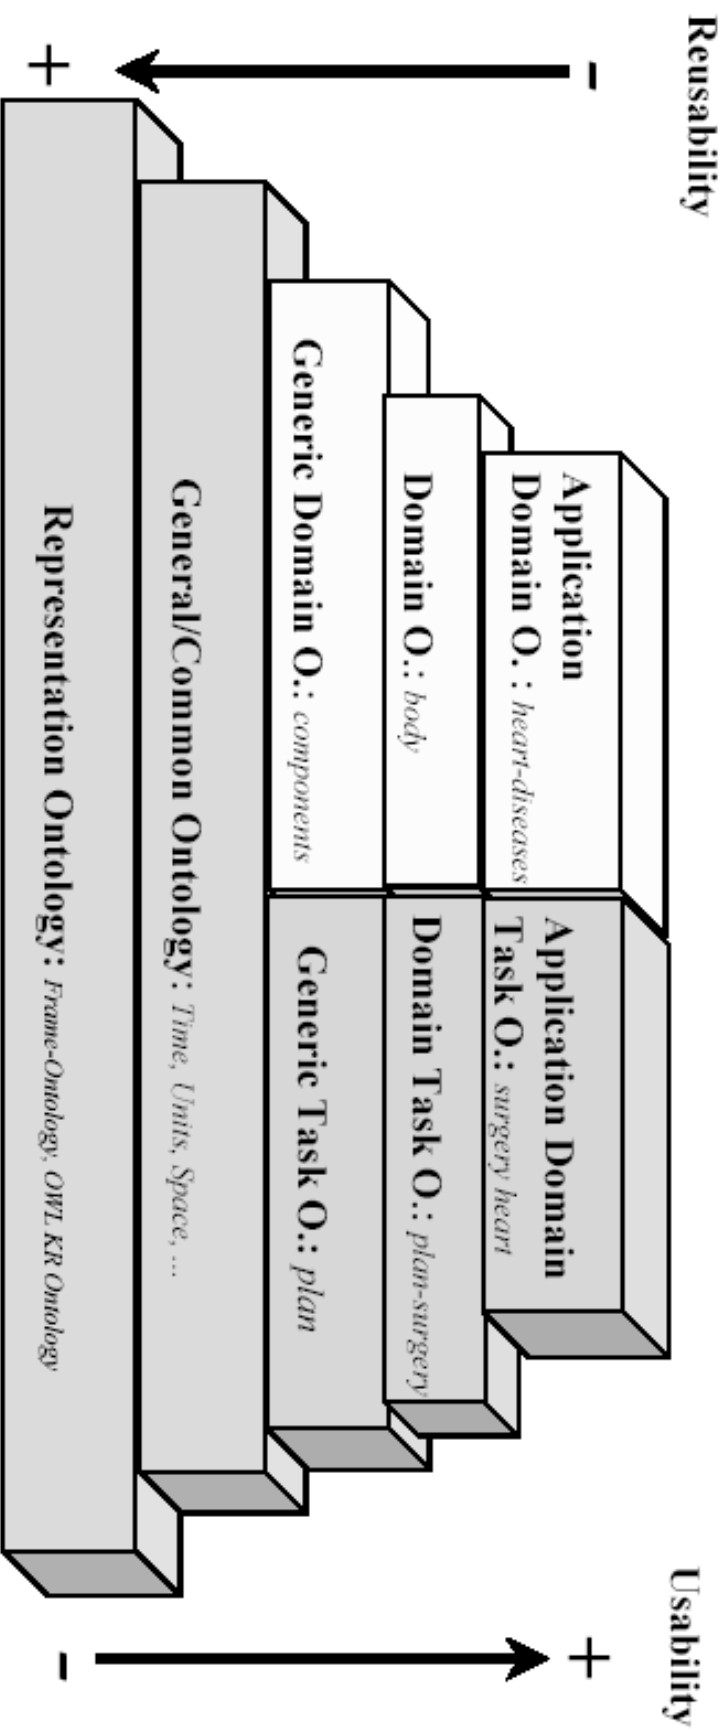 Reusability
Usability
-
+
Application
Domain O. : heart-diseases
Application Domain
Task O.: surgery heart
Domain O.: body
Domain Task O.: plan-surgery
Generic Domain O.: components
Generic Task O.: plan
General/Common Ontology: Time, Units, Space, ...
Representation Ontology: Frame-Ontology, OWL KR Ontology
+
-